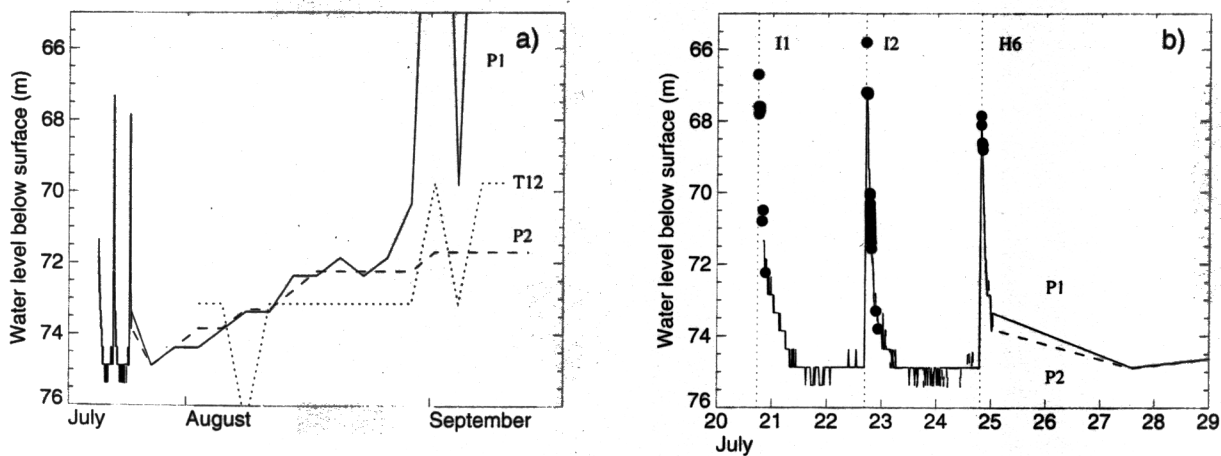 a)
Water level below surface (m)
66
68
70
72
74
76
P1
T12
P2
July
August
September
b)
Water level below surface (m)
66
68
70
72
74
76
I1
I2
H6
P1
P2
20
21
22
23
24
25
26
27
28
29
July